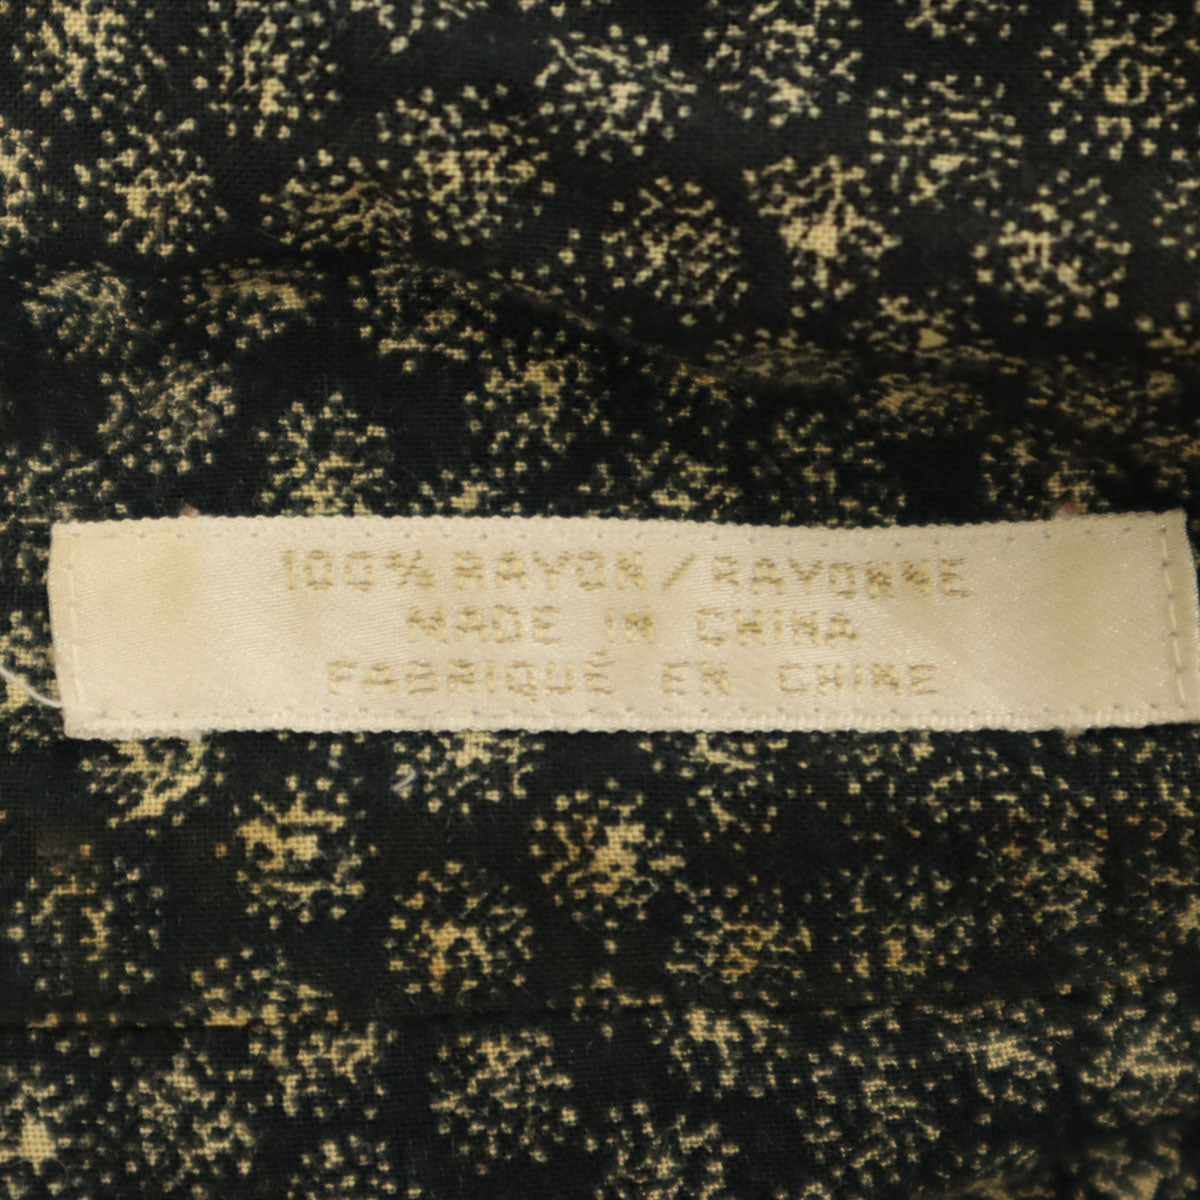 100% RAYON / RAYONNE
MADE IN CHINA
FABRIQUÉ EN CHINE